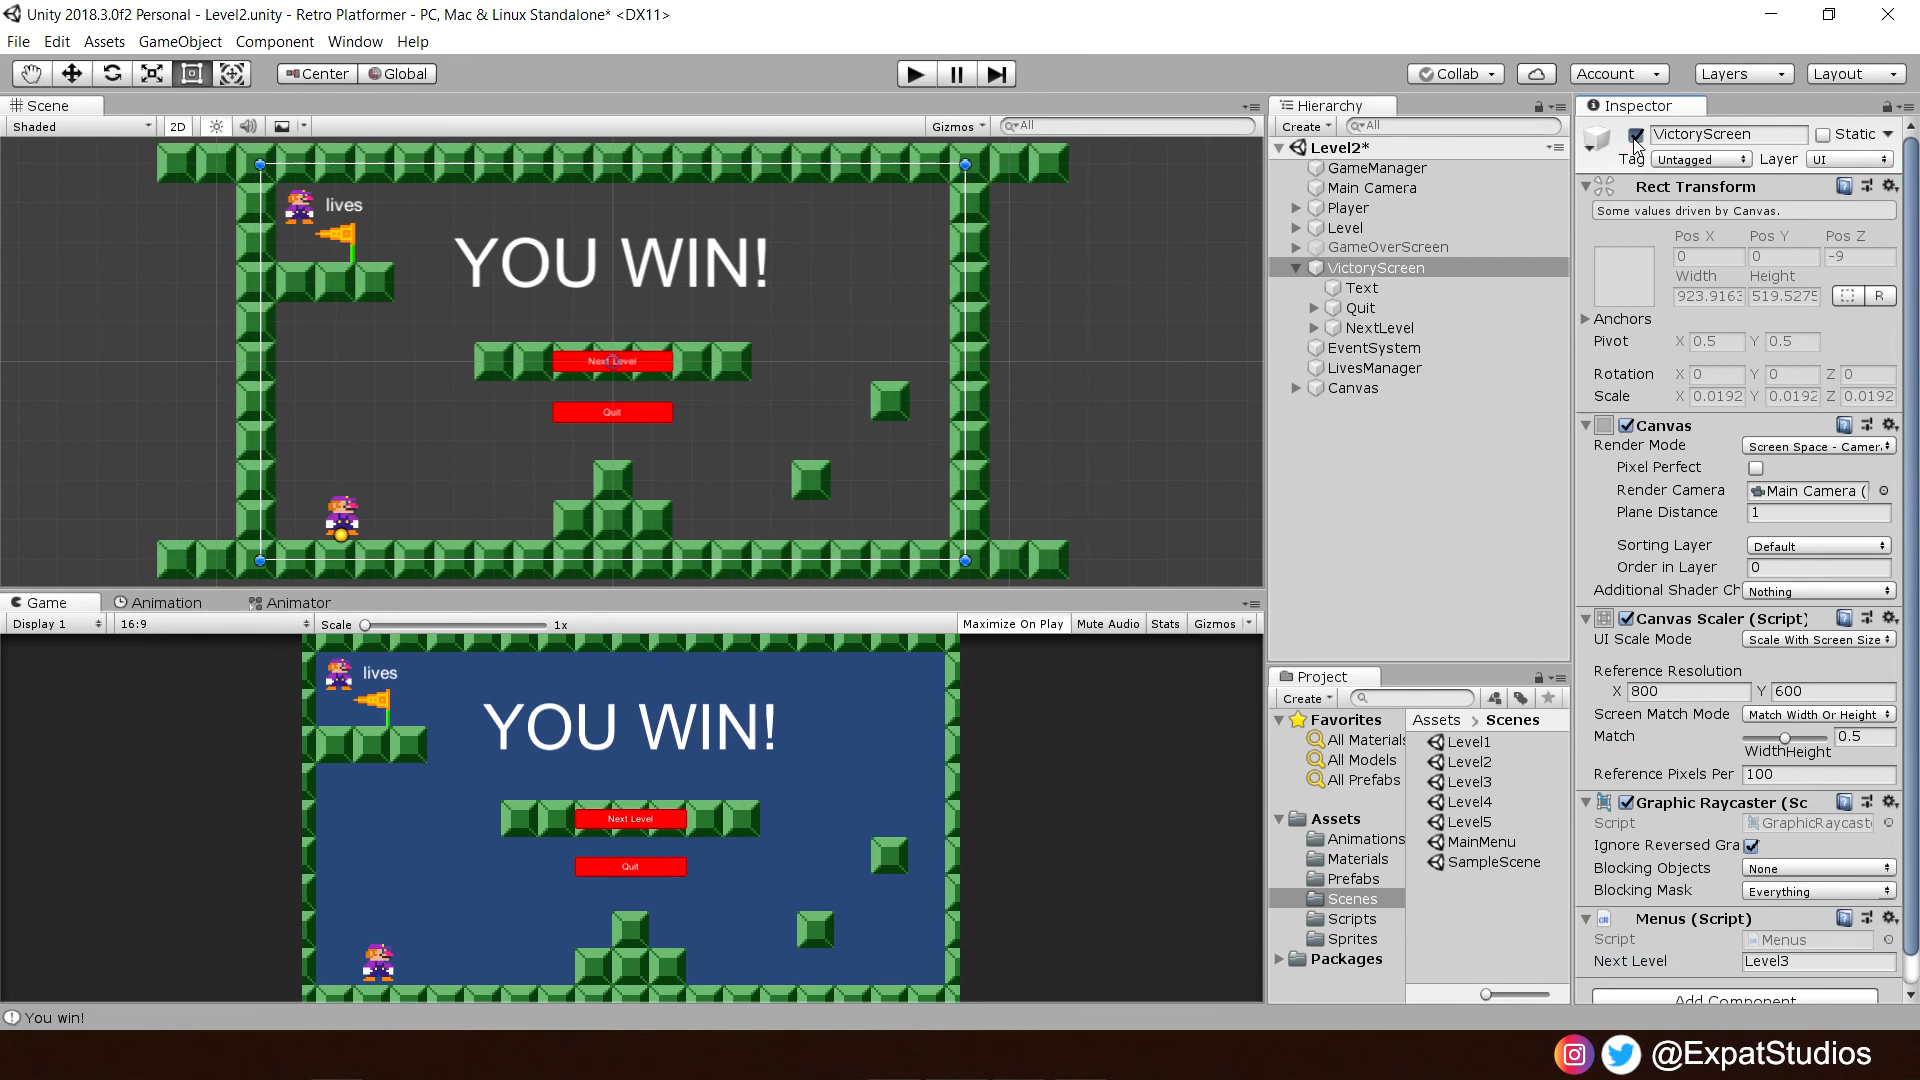 Unity 2018.3.0f2 Personal - Level2.unity - Retro Platformer - PC, Mac & Linux Standalone* <DX11>
File Edit Assets GameObject Component Window Help
Center Global Collab Account Layers Layout
Scene
Shaded 2D Gizmos All
lives
YOU WIN!
Next Level
Quit
Game Animation Animator
Display 1 16:9 Scale 1x Maximize On Play Mute Audio Stats Gizmos
lives
YOU WIN!
Next Level
Quit
You win!
Hierarchy
Create All
Level2*
GameManager
Main Camera
Player
Level
GameOverScreen
VictoryScreen
Text
Quit
NextLevel
EventSystem
LivesManager
Canvas
Project
Create
Favorites
All Materials
All Models
All Prefabs
Assets
Animations
Materials
Prefabs
Scenes
Scripts
Sprites
Packages
Assets > Scenes
Level1
Level2
Level3
Level4
Level5
MainMenu
SampleScene
Inspector
VictoryScreen Static
Tag Untagged Layer UI
Rect Transform
Some values driven by Canvas.
Pos X Pos Y Pos Z
0 0 -9
Width Height
923.9163 519.5275 R
Anchors
Pivot X 0.5 Y 0.5
Rotation X 0 Y 0 Z 0
Scale X 0.0192 Y 0.0192 Z 0.0192
Canvas
Render Mode Screen Space - Camer
Pixel Perfect
Render Camera Main Camera (
Plane Distance 1
Sorting Layer Default
Order in Layer 0
Additional Shader Ch Nothing
Canvas Scaler (Script)
UI Scale Mode Scale With Screen Size
Reference Resolution
X 800 Y 600
Screen Match Mode Match Width Or Height
Match 0.5
Width Height
Reference Pixels Per 100
Graphic Raycaster (Sc
Script GraphicRaycast
Ignore Reversed Gra
Blocking Objects None
Blocking Mask Everything
Menus (Script)
Script Menus
Next Level Level3
Add Component
@ExpatStudios